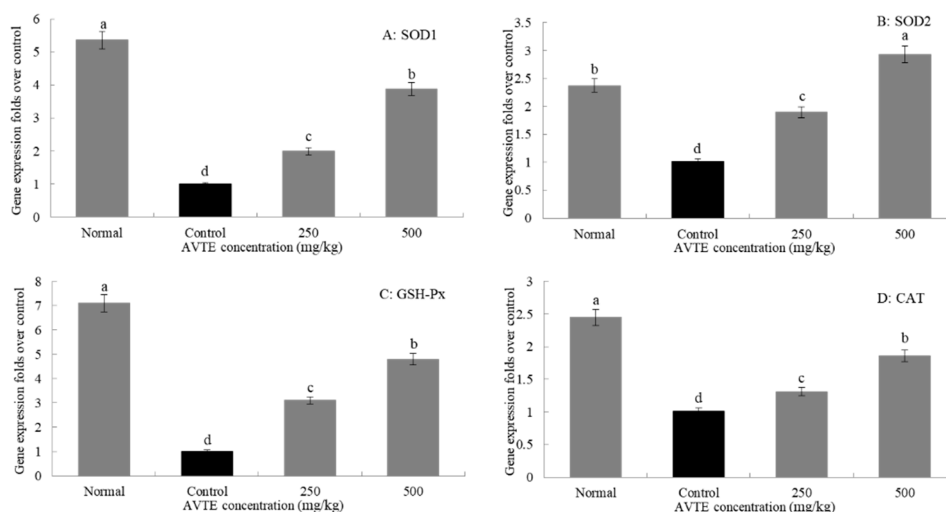 A: SOD1
Gene expression folds over control
6
5
4
3
2
1
0
a
d
c
b
Normal Control 250 500
AVTE concentration (mg/kg)
B: SOD2
Gene expression folds over control
3.5
3
2.5
2
1.5
1
0.5
0
b
d
c
a
Normal Control 250 500
AVTE concentration (mg/kg)
C: GSH-Px
Gene expression folds over control
8
7
6
5
4
3
2
1
0
a
d
c
b
Normal Control 250 500
AVTE concentration (mg/kg)
D: CAT
Gene expression folds over control
3
2.5
2
1.5
1
0.5
0
a
d
c
b
Normal Control 250 500
AVTE concentration (mg/kg)